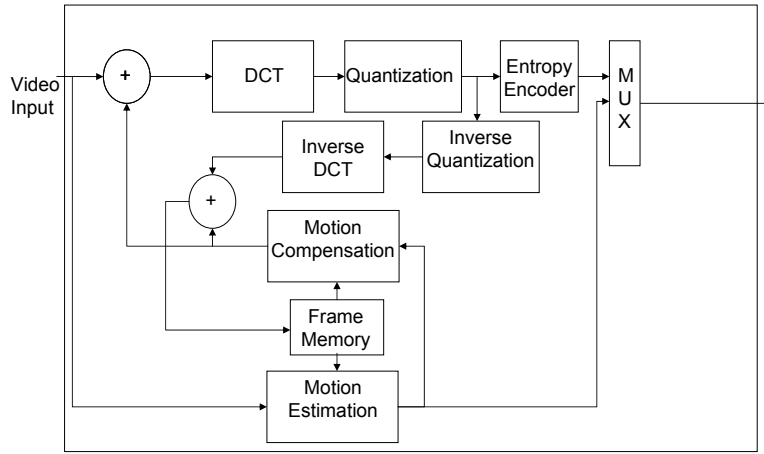 Video
Input
+
DCT
Quantization
Entropy
Encoder
M
U
X
Inverse
DCT
Inverse
Quantization
+
Motion
Compensation
Frame
Memory
Motion
Estimation